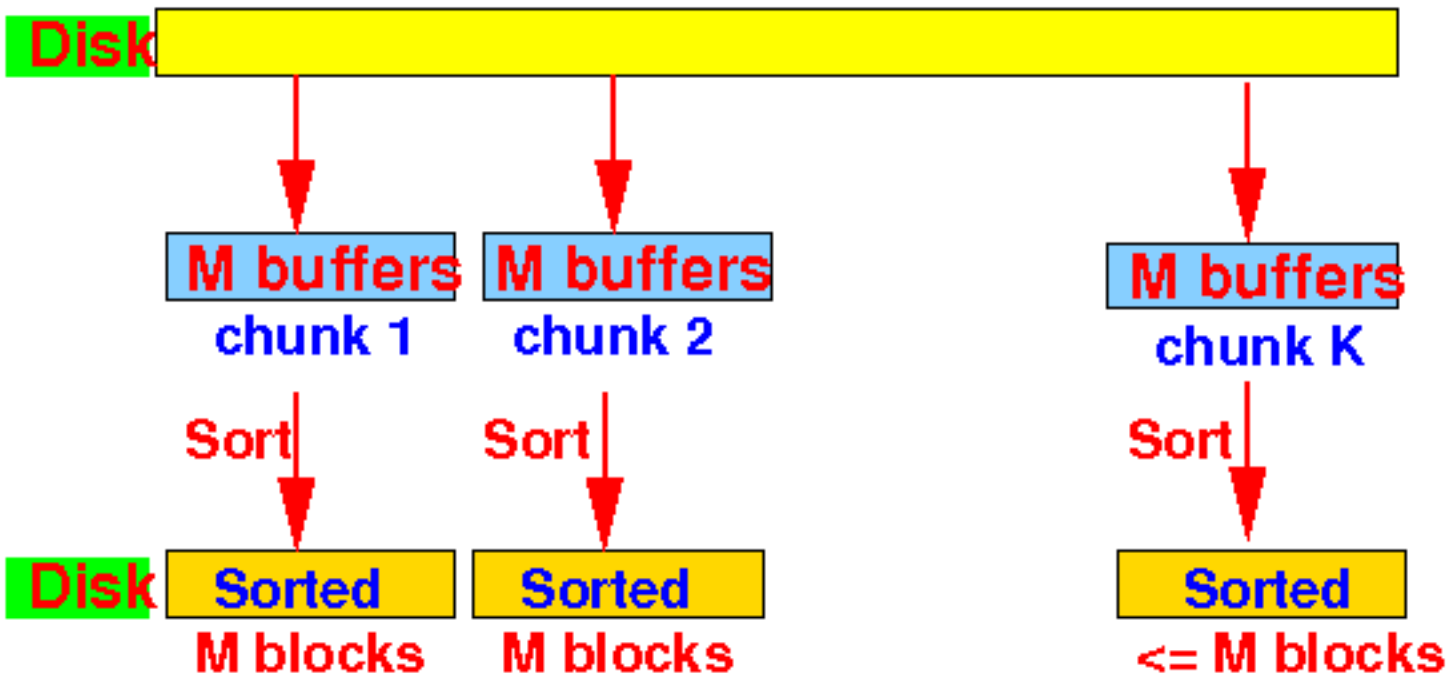 Disk
M buffers M buffers M buffers
chunk 1 chunk 2 chunk K
Sort Sort Sort
Disk Sorted Sorted Sorted
M blocks M blocks <= M blocks